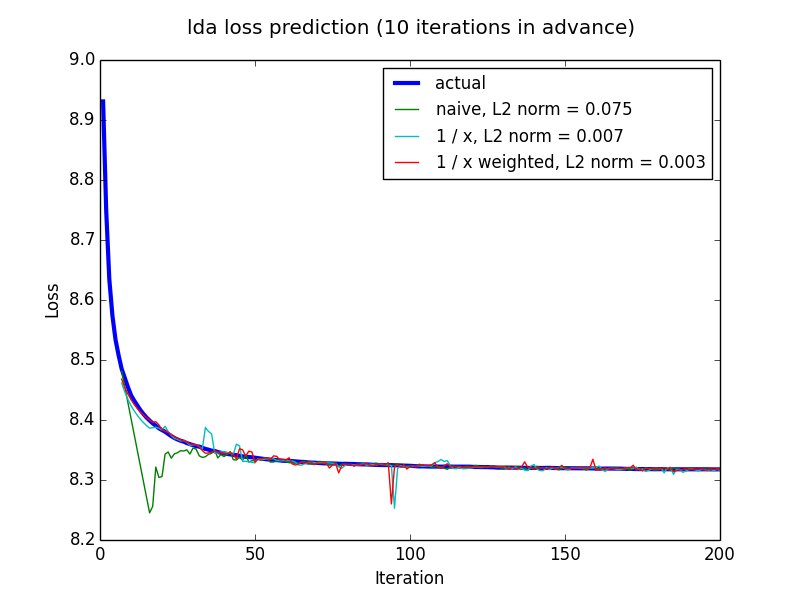 lda loss prediction (10 iterations in advance)
9.0
8.9
8.8
8.7
8.6
8.5
8.4
8.3
8.2
Loss
actual
naive, L2 norm = 0.075
1 / x, L2 norm = 0.007
1 / x weighted, L2 norm = 0.003
0 50 100 150 200
Iteration